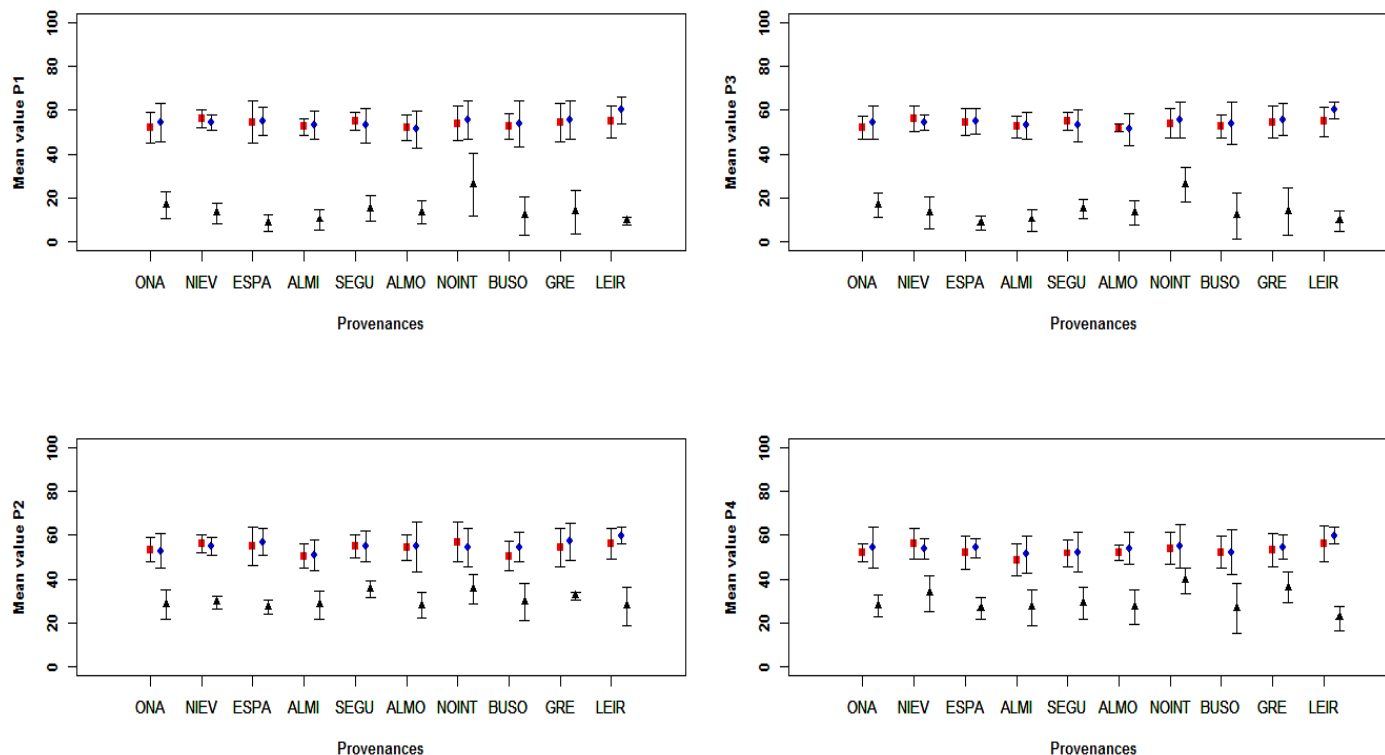 Mean value P1
100
80
60
40
20
0
ONA NIEV ESPA ALMI SEGU ALMO NOINT BUSO GRE LEIR
Provenances
Mean value P3
100
80
60
40
20
0
ONA NIEV ESPA ALMI SEGU ALMO NOINT BUSO GRE LEIR
Provenances
Mean value P2
100
80
60
40
20
0
ONA NIEV ESPA ALMI SEGU ALMO NOINT BUSO GRE LEIR
Provenances
Mean value P4
100
80
60
40
20
0
ONA NIEV ESPA ALMI SEGU ALMO NOINT BUSO GRE LEIR
Provenances